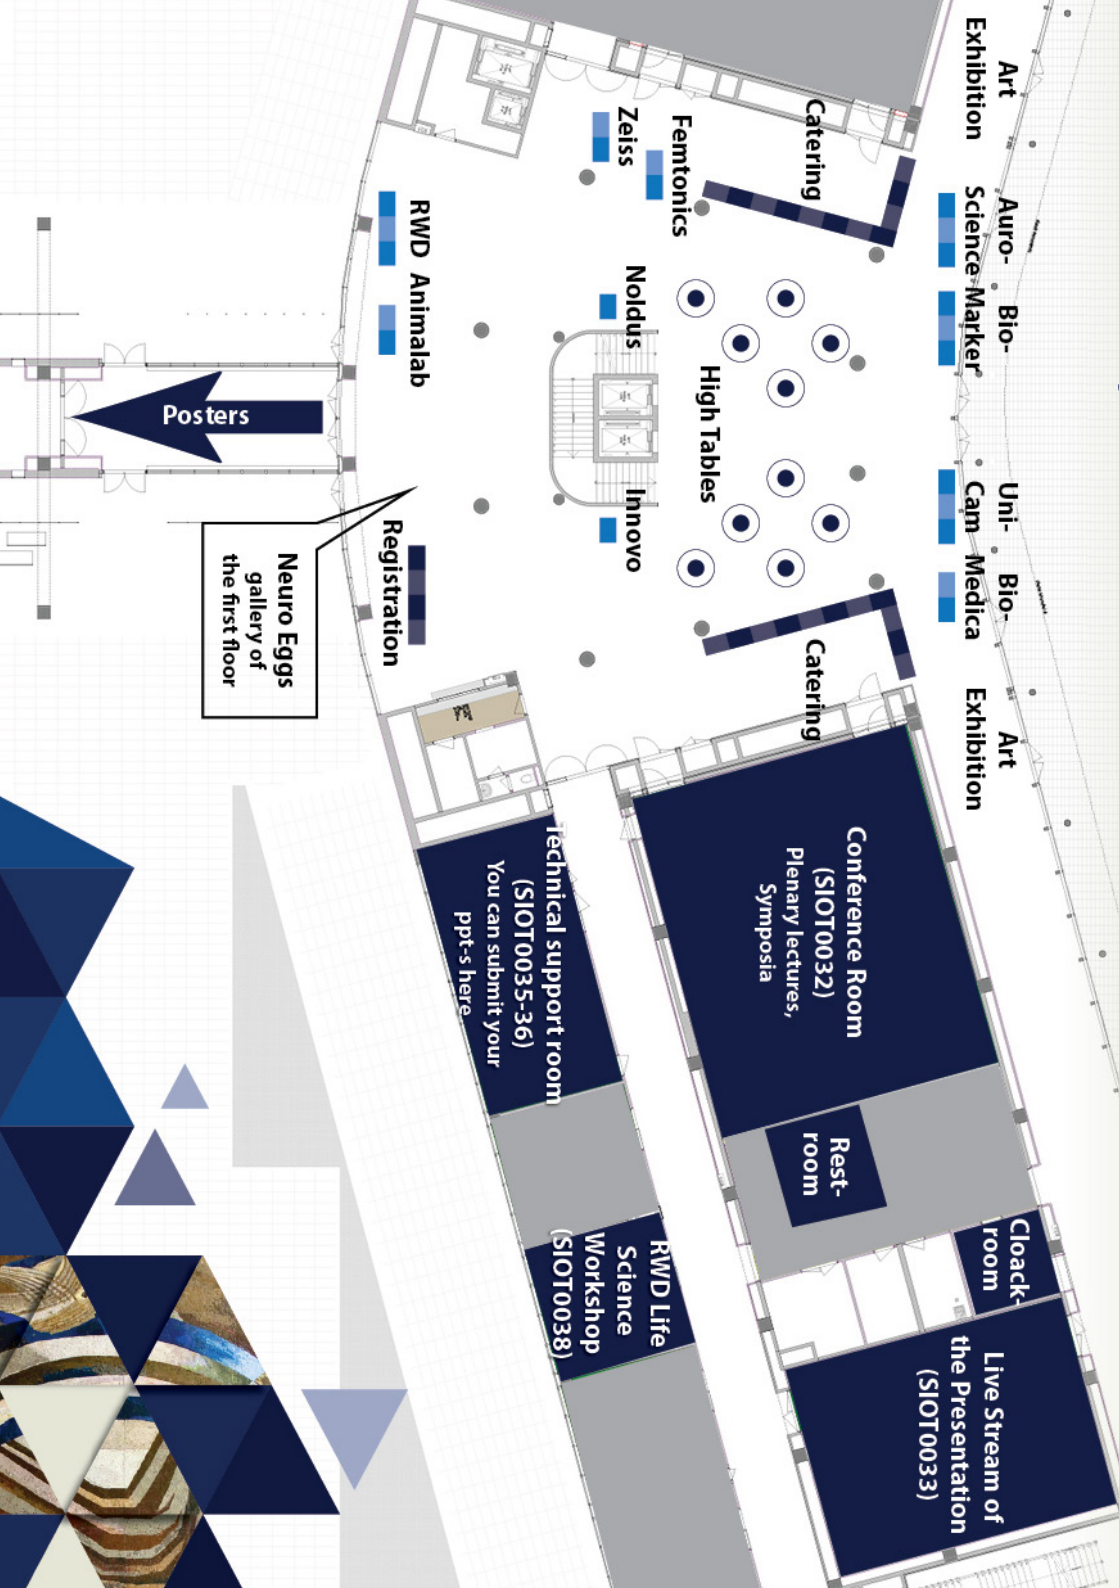 Art
Exhibition
Catering
Zeiss
Femtonics
Auro-
Science
Bio-
Marker
RWD
Animalab
Noldus
High Tables
Posters
Innovo
Uni-
Cam
Bio-
Medica
Registration
Neuro Eggs
gallery of
the first floor
Catering
Art
Exhibition
Conference Room
(SIOT0032)
Plenary lectures,
Symposia
Technical support room
(SIOT0035-36)
You can submit your
ppt-s here
Rest-
room
Cloack-
room
RWD Life
Science
Workshop
(SIOT0038)
Live Stream of
the Presentation
(SIOT0033)